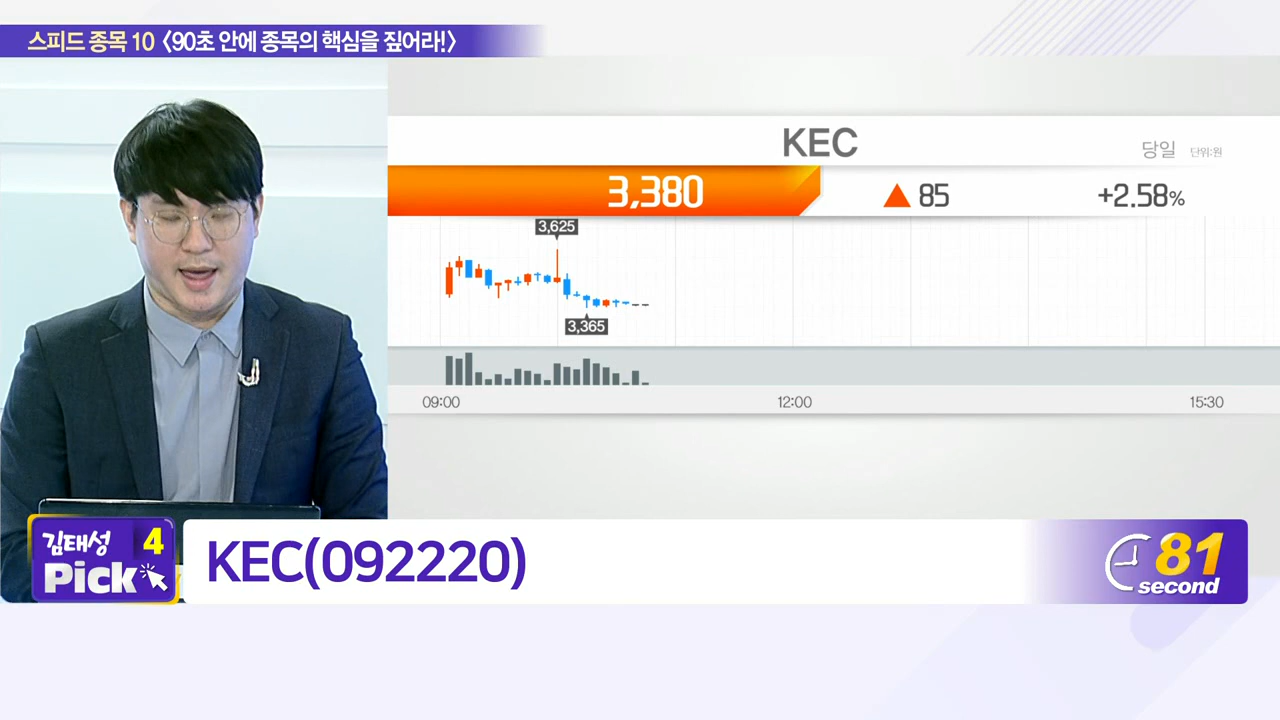 스피드 종목 10 〈90초 안에 종목의 핵심을 짚어라!〉
KEC
당일 단위:원
3,380 ▲ 85 +2.58%
3,625
3,365
09:00 12:00 15:30
김태성 4
Pick
KEC(092220)
81
second